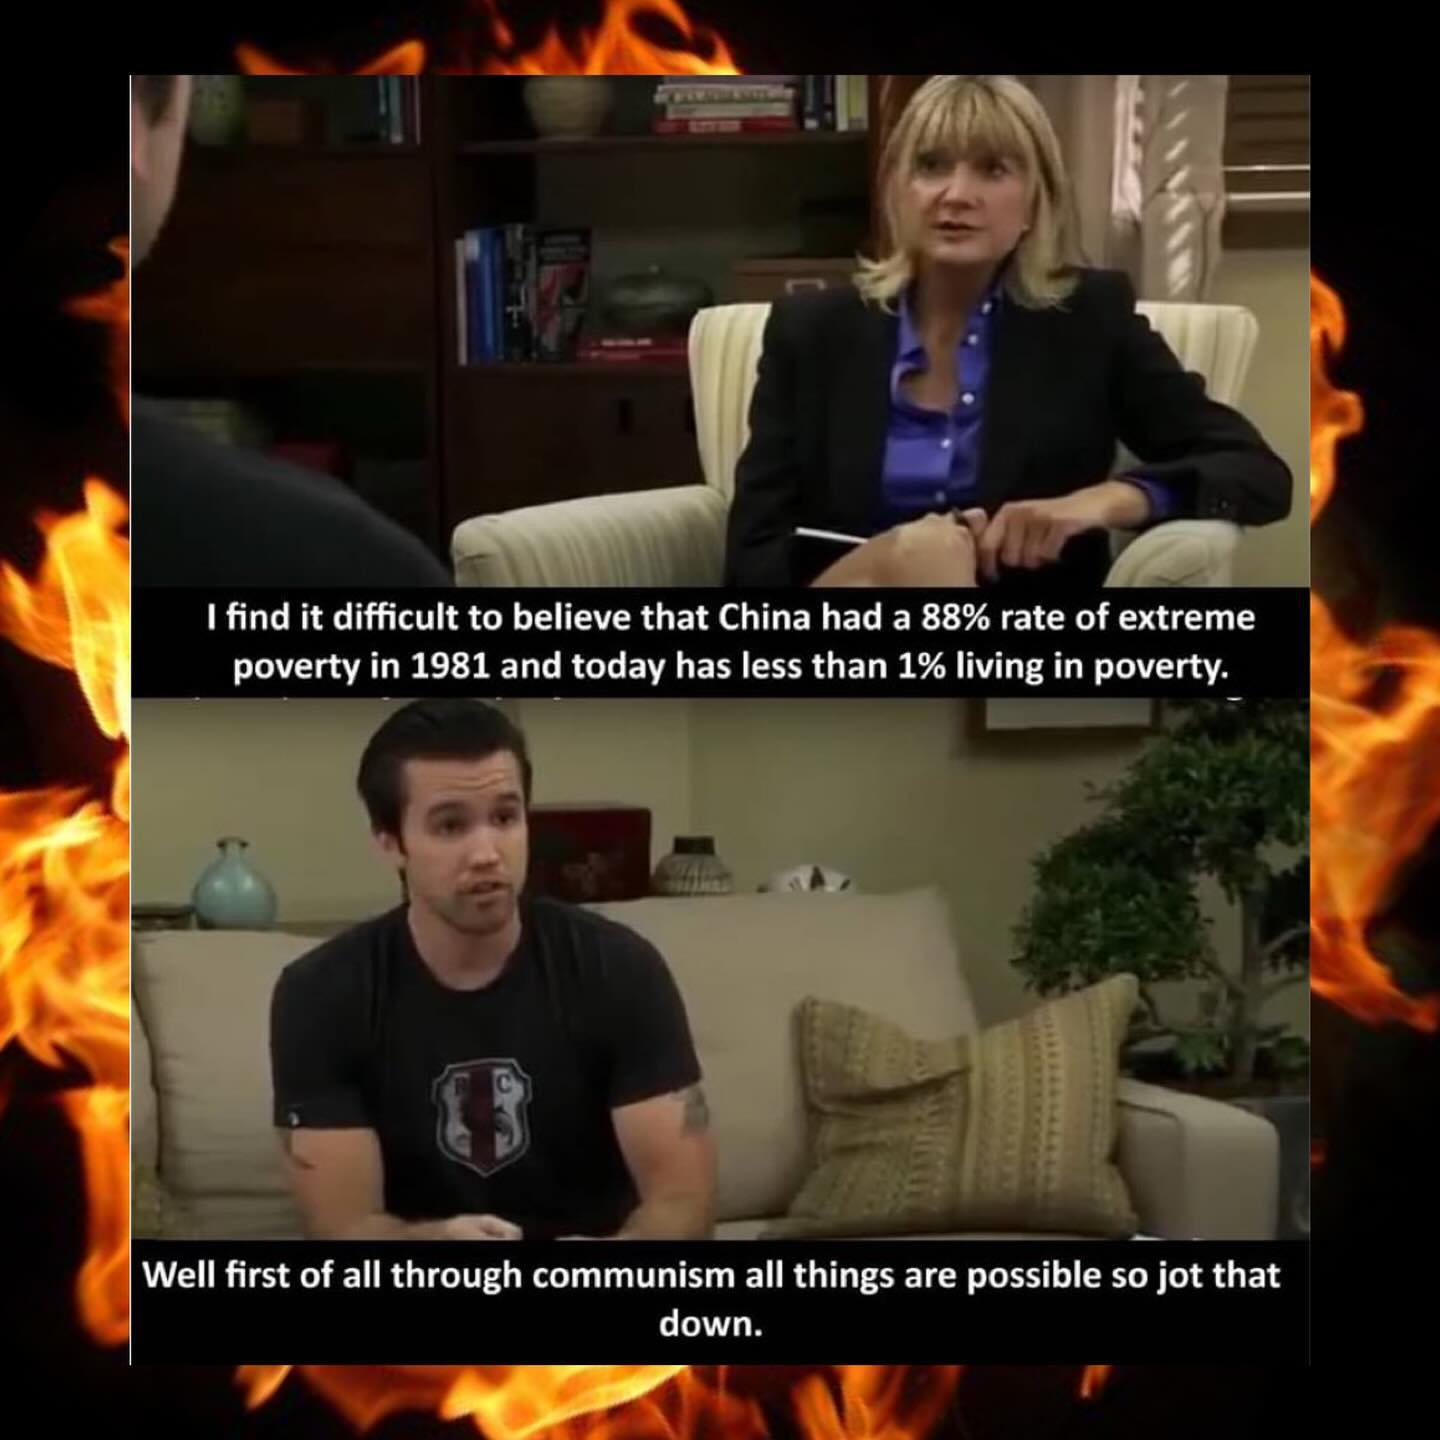 I find it difficult to believe that China had a 88% rate of extreme
poverty in 1981 and today has less than 1% living in poverty.
Well first of all through communism all things are possible so jot that
down.